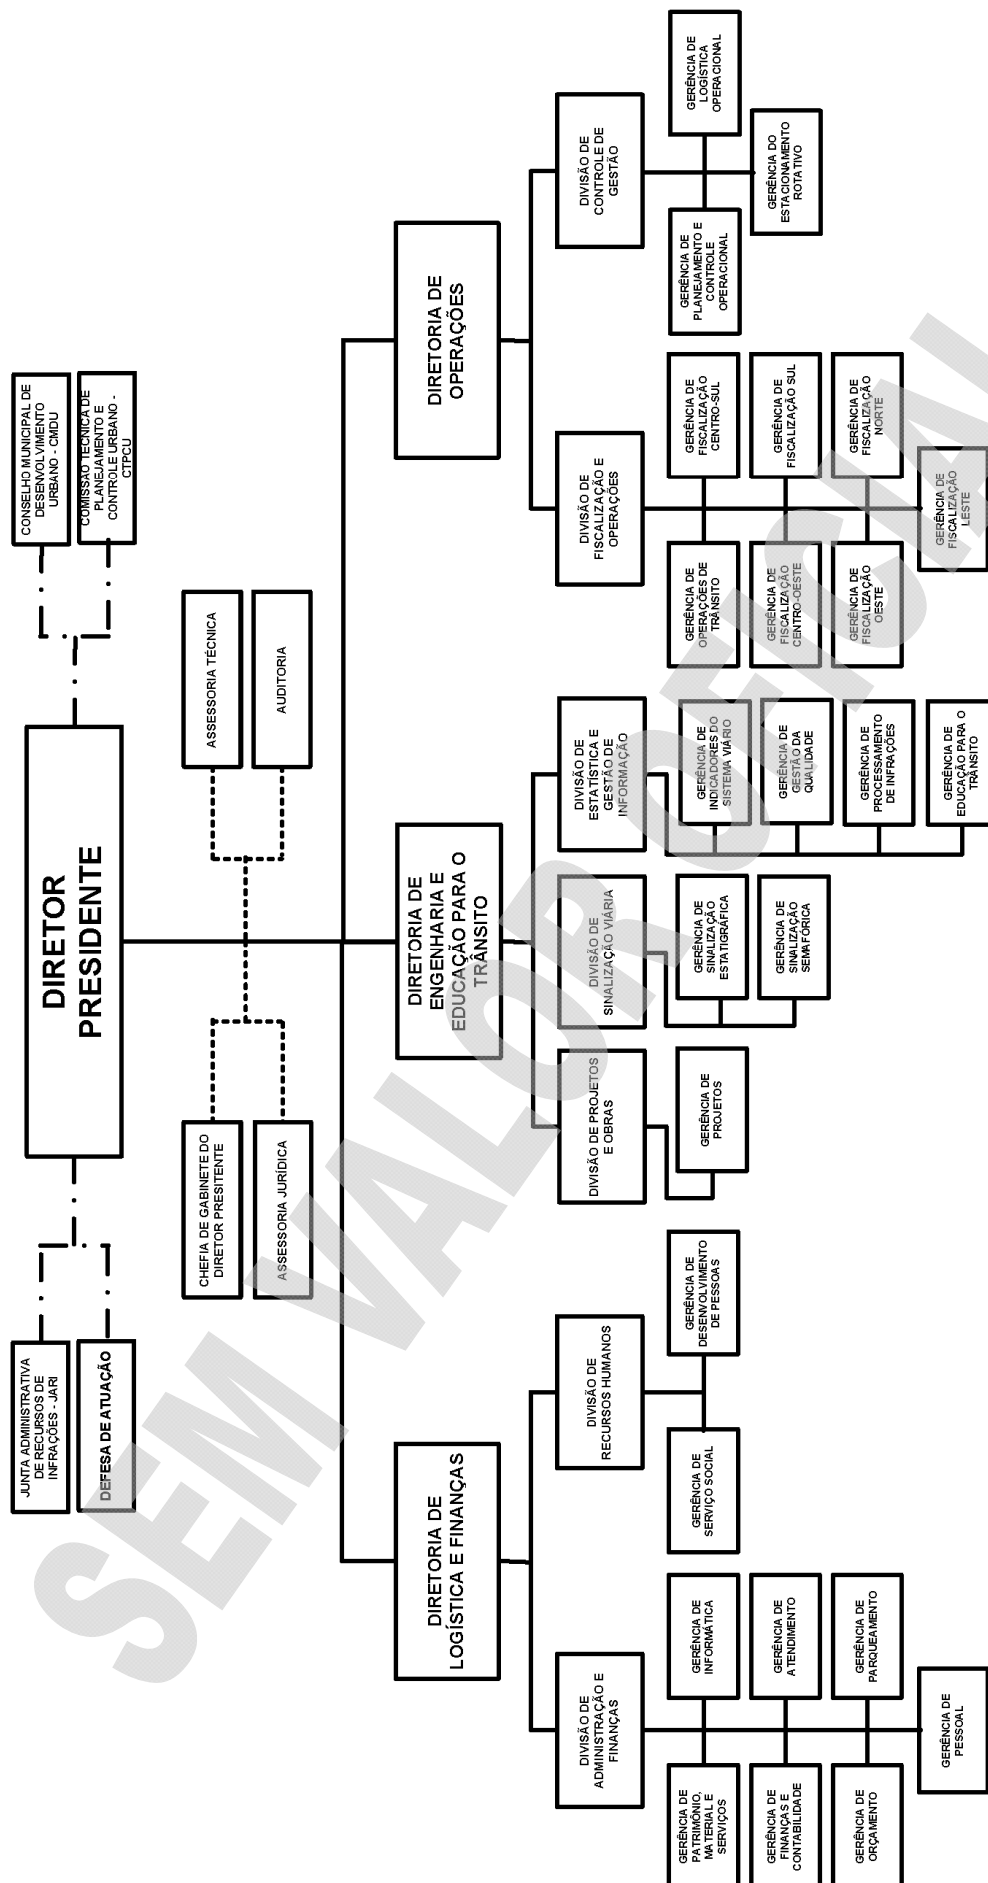 DIRETOR
PRESIDENTE
JUNTA ADMINISTRATIVA
DE RECURSOS DE
INFRAÇÕES - JARI
DEFESA DE ATUAÇÃO
CONSELHO MUNICIPAL DE
DESENVOLVIMENTO
URBANO - CMDU
COMISSÃO TÉCNICA DE
PLANEJAMENTO E
CONTROLE URBANO -
CTPCU
CHEFIA DE GABINETE DO
DIRETOR PRESITENTE
ASSESSORIA JURÍDICA
ASSESSORIA TÉCNICA
AUDITORIA
DIRETORIA DE
LOGÍSTICA E FINANÇAS
DIRETORIA DE
ENGENHARIA E
EDUCAÇÃO PARA O
TRÂNSITO
DIRETORIA DE
OPERAÇÕES
DIVISÃO DE
ADMINISTRAÇÃO E
FINANÇAS
DIVISÃO DE
RECURSOS HUMANOS
DIVISÃO DE PROJETOS
E OBRAS
DIVISÃO DE
SINALIZAÇÃO VIÁRIA
DIVISÃO DE
ESTATÍSTICA E
GESTÃO DE
INFORMAÇÃO
DIVISÃO DE
FISCALIZAÇÃO E
OPERAÇÕES
DIVISÃO DE
CONTROLE DE
GESTÃO
GERÊNCIA DE
PATRIMÔNIO,
MATERIAL E
SERVIÇOS
GERÊNCIA DE
INFORMÁTICA
GERÊNCIA DE
FINANÇAS E
CONTABILIDADE
GERÊNCIA DE
ATENDIMENTO
GERÊNCIA DE
ORÇAMENTO
GERÊNCIA DE
PARQUEAMENTO
GERÊNCIA DE
PESSOAL
GERÊNCIA DE
SERVIÇO SOCIAL
GERÊNCIA DE
DESENVOLVIMENTO
DE PESSOAS
GERÊNCIA DE
PROJETOS
GERÊNCIA DE
SINALIZAÇÃO
ESTATIGRÁFICA
GERÊNCIA DE
SINALIZAÇÃO
SEMAFÓRICA
GERÊNCIA DE
INDICADORES DO
SISTEMA VIÁRIO
GERÊNCIA DE
GESTÃO DA
QUALIDADE
GERÊNCIA DE
PROCESSAMENTO
DE INFRAÇÕES
GERÊNCIA DE
EDUCAÇÃO PARA O
TRÂNSITO
GERÊNCIA DE
OPERAÇÕES DE
TRÂNSITO
GERÊNCIA DE
FISCALIZAÇÃO
CENTRO-SUL
GERÊNCIA DE
FISCALIZAÇÃO
CENTRO-OESTE
GERÊNCIA DE
FISCALIZAÇÃO SUL
GERÊNCIA DE
FISCALIZAÇÃO
OESTE
GERÊNCIA DE
FISCALIZAÇÃO
NORTE
GERÊNCIA DE
FISCALIZAÇÃO
LESTE
GERÊNCIA DE
PLANEJAMENTO E
CONTROLE
OPERACIONAL
GERÊNCIA DE
LOGÍSTICA
OPERACIONAL
GERÊNCIA DO
ESTACIONAMENTO
ROTATIVO
SEM VALOR OFICIAL